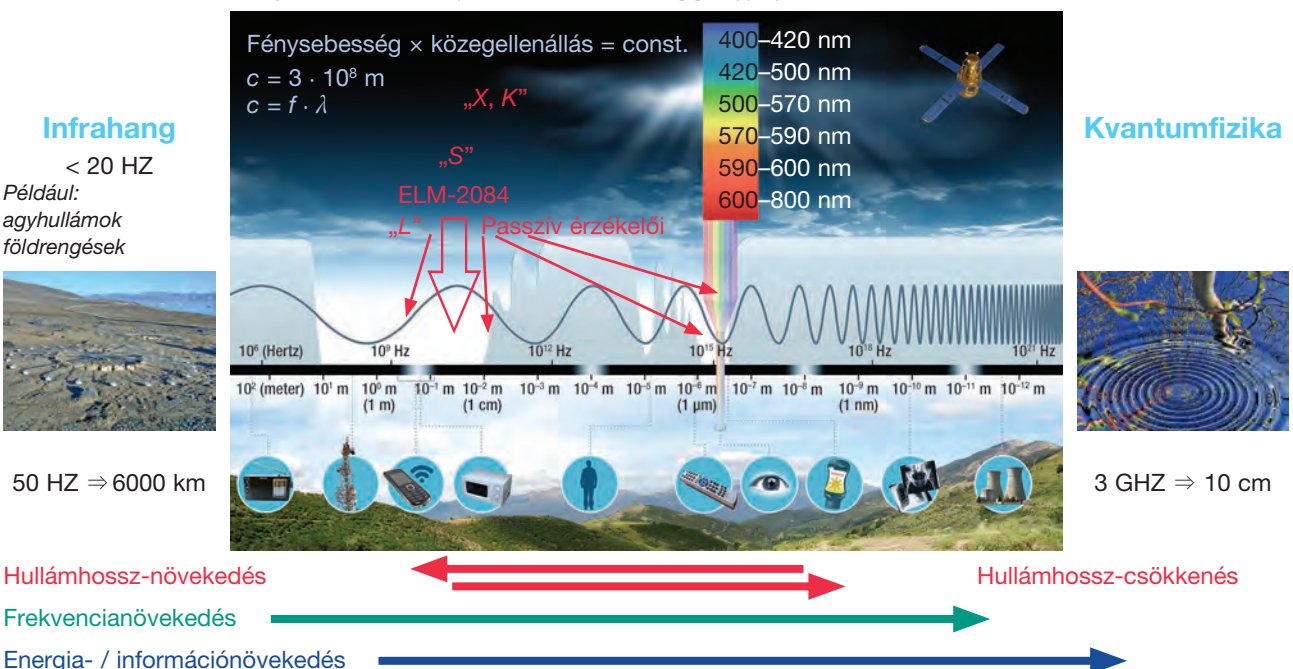 Fénysebesség × közegellenállás = const.
c = 3 · 10⁸ m
c = f · λ
„X, K”
„S”
ELM-2084
„L”
Passzív érzékelői
400–420 nm
420–500 nm
500–570 nm
570–590 nm
590–600 nm
600–800 nm
Infrahang
< 20 HZ
Például:
agyhullámok
földrengések
50 HZ ⇒ 6000 km
Kvantumfizika
3 GHZ ⇒ 10 cm
10⁶ (Hertz) 10⁹ Hz 10¹² Hz 10¹⁵ Hz 10¹⁸ Hz 10²¹ Hz
10² (meter) 10¹ m 10⁰ m 10⁻¹ m 10⁻² m 10⁻³ m 10⁻⁴ m 10⁻⁵ m 10⁻⁶ m 10⁻⁷ m 10⁻⁸ m 10⁻⁹ m 10⁻¹⁰ m 10⁻¹¹ m 10⁻¹² m
(1 m) (1 cm) (1 μm) (1 nm)
Hullámhossz-növekedés
Hullámhossz-csökkenés
Frekvencianövekedés
Energia- / információnövekedés